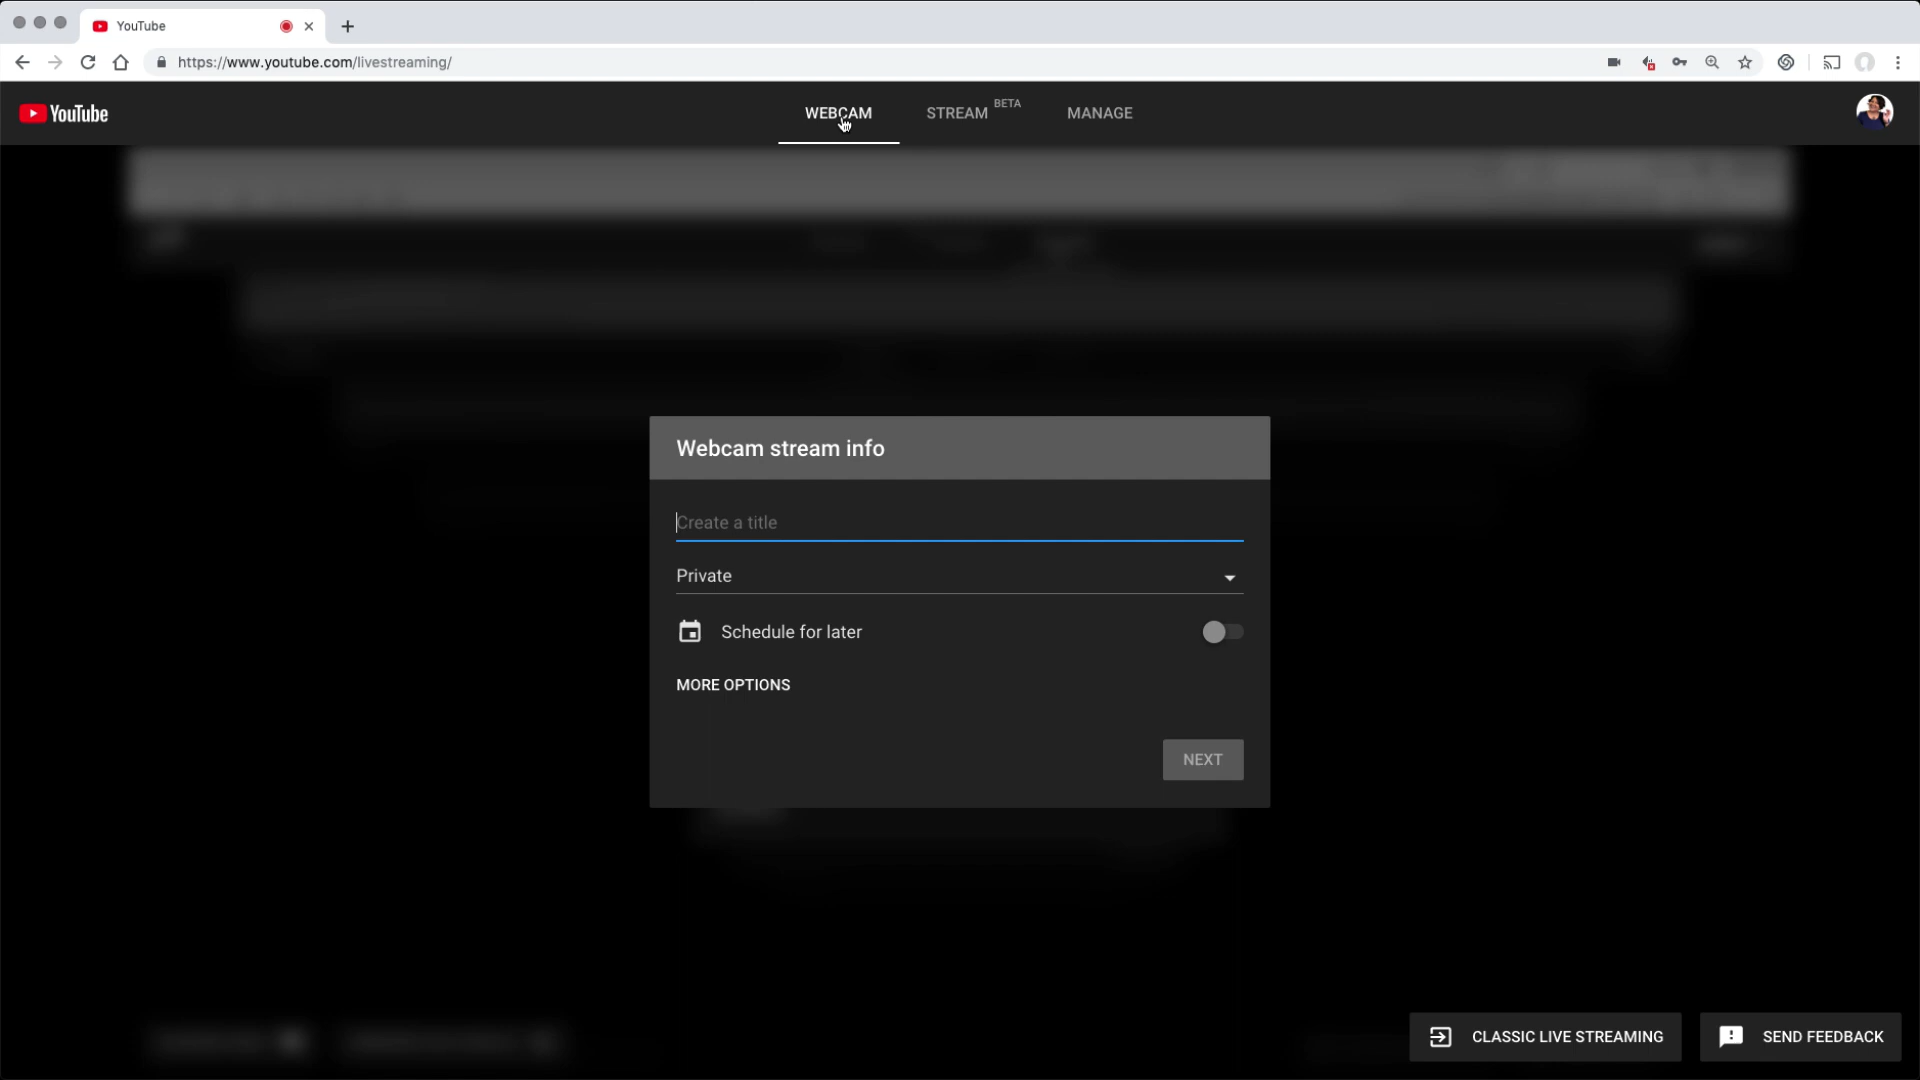 YouTube
https://www.youtube.com/livestreaming/
YouTube
WEBCAM
STREAM BETA
MANAGE
Webcam stream info
Create a title
Private
Schedule for later
MORE OPTIONS
NEXT
CLASSIC LIVE STREAMING
SEND FEEDBACK